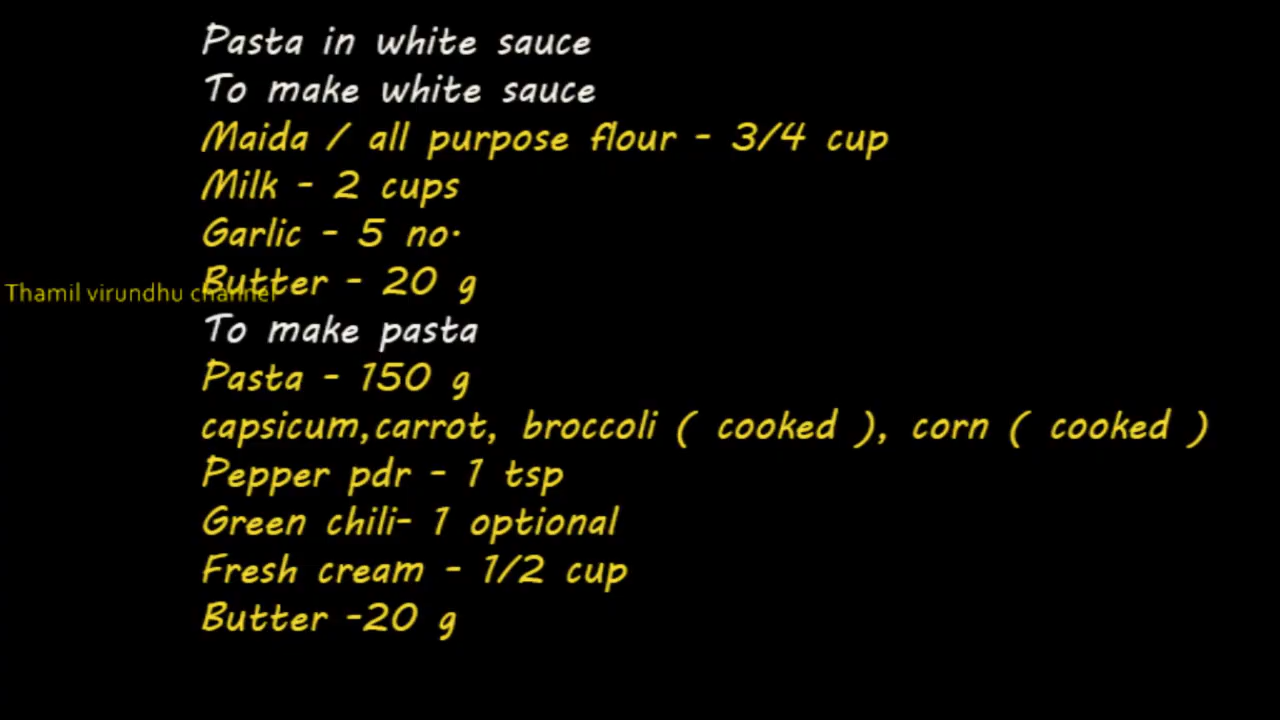 Pasta in white sauce
To make white sauce
Maida / all purpose flour - 3/4 cup
Milk - 2 cups
Garlic - 5 no.
Butter - 20 g
Thamil virundhu channel
To make pasta
Pasta - 150 g
capsicum,carrot, broccoli ( cooked ), corn ( cooked )
Pepper pdr - 1 tsp
Green chili- 1 optional
Fresh cream - 1/2 cup
Butter -20 g